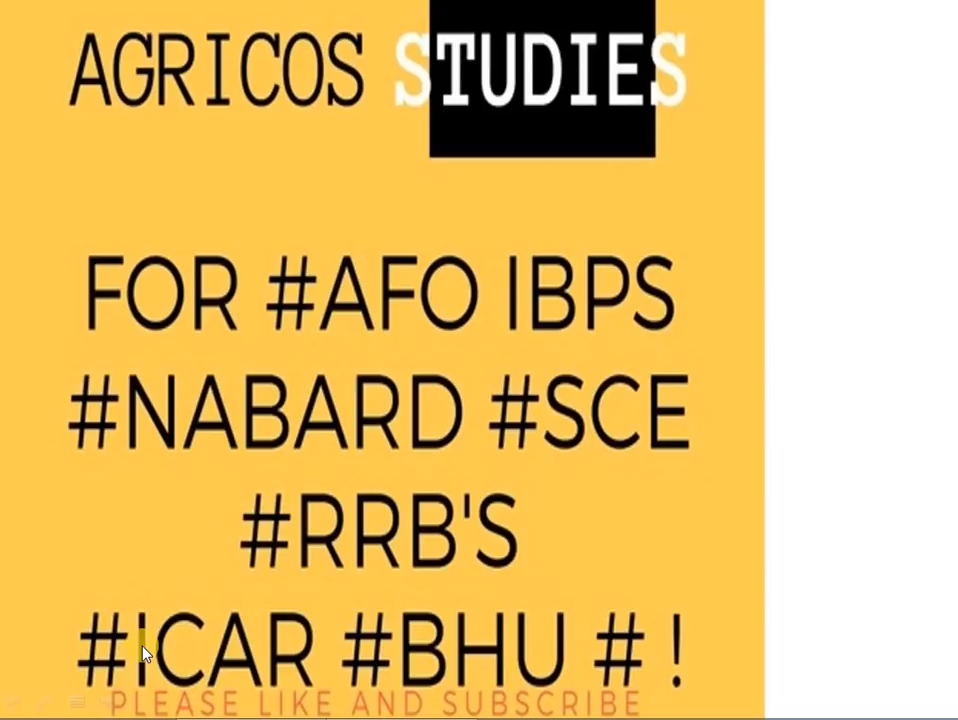 AGRICOS STUDIES
FOR #AFO IBPS
#NABARD #SCE
#RRB'S
#ICAR #BHU # !
PLEASE LIKE AND SUBSCRIBE